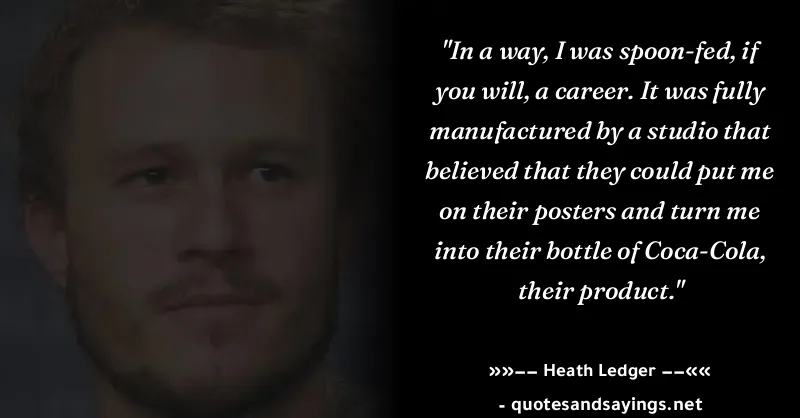 "In a way, I was spoon-fed, if
you will, a career. It was fully
manufactured by a studio that
believed that they could put me
on their posters and turn me
into their bottle of Coca-Cola,
their product."
»»–– Heath Ledger ––««
- quotesandsayings.net